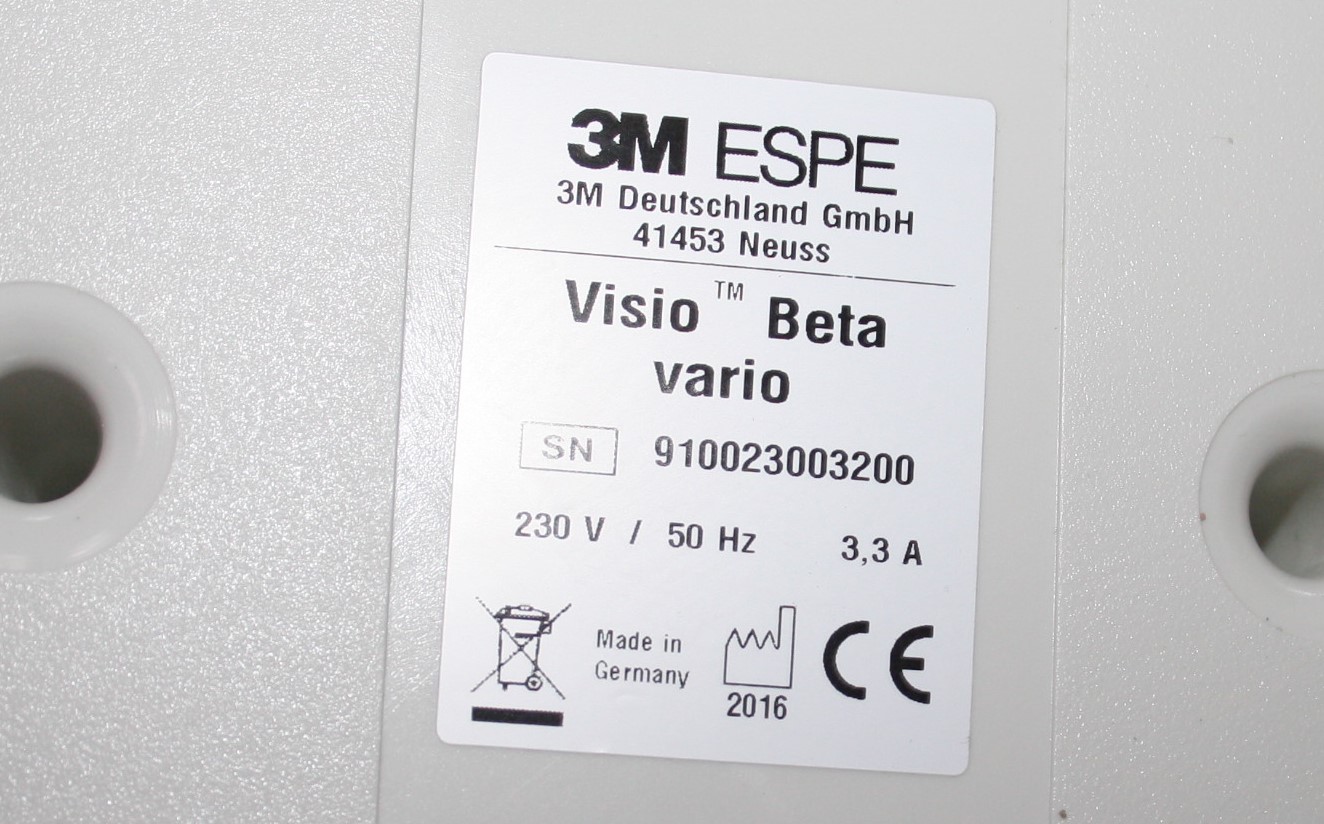 3M ESPE
3M Deutschland GmbH
41453 Neuss
Visio™ Beta
vario
SN 910023003200
230 V / 50 Hz 3,3 A
Made in
Germany
2016
CE